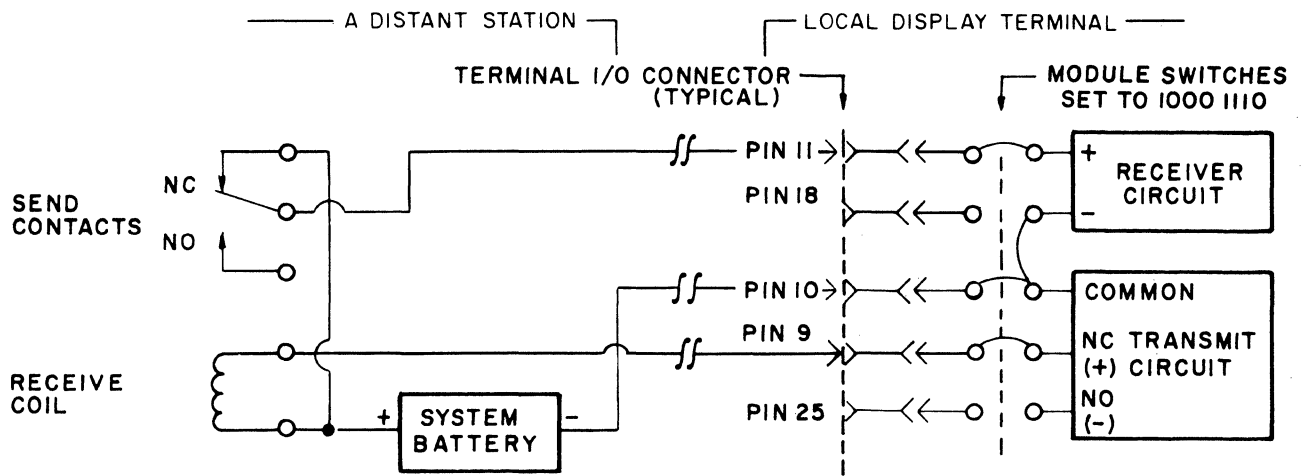 A DISTANT STATION
LOCAL DISPLAY TERMINAL
TERMINAL I/O CONNECTOR
(TYPICAL)
MODULE SWITCHES
SET TO 1000 1110
SEND
CONTACTS
NC
NO
PIN 11
PIN 18
+
-
RECEIVER
CIRCUIT
PIN 10
PIN 9
PIN 25
COMMON
NC TRANSMIT
(+) CIRCUIT
NO
(-)
RECEIVE
COIL
+
SYSTEM
BATTERY
-